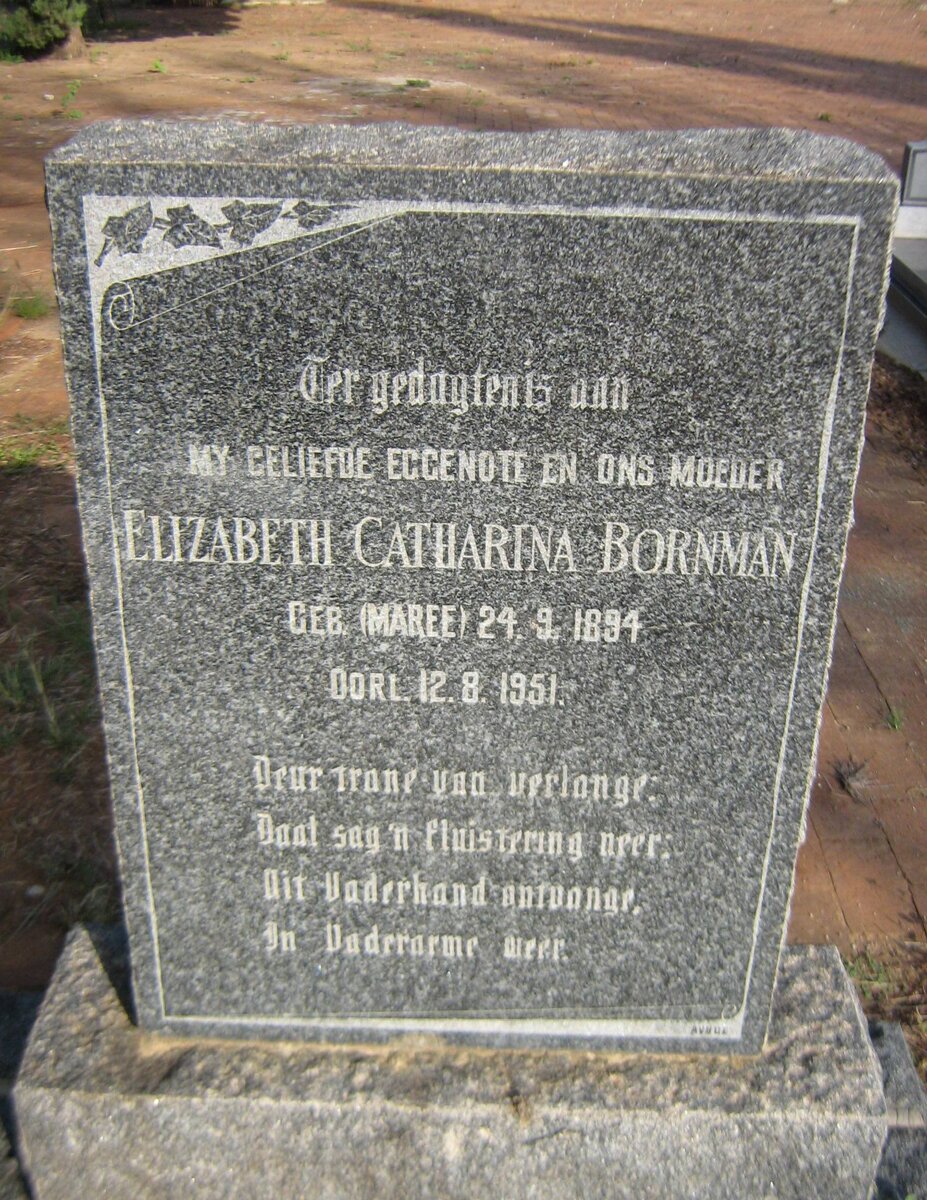 Ter gedagtenis aan
MY GELIEFDE EGGENOTE EN ONS MOEDER
ELIZABETH CATHARINA BORNMAN
GEB. (MAREE) 24.9.1894
OORL. 12.8.1951.
Deur trane van verlange:
Daal sag 'n fluistering neer:
Uit Vaderhand ontvange,
In Vaderarme weer.